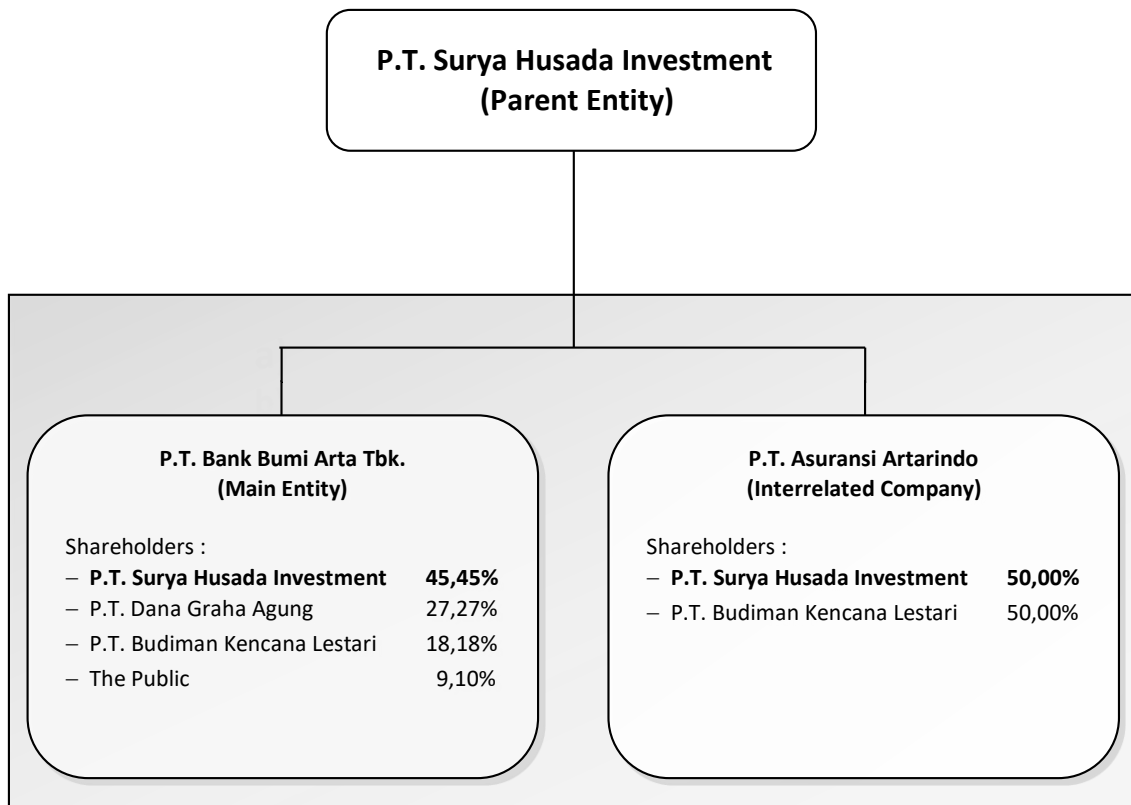 P.T. Surya Husada Investment
(Parent Entity)
P.T. Bank Bumi Arta Tbk.
(Main Entity)
Shareholders :
– P.T. Surya Husada Investment 45,45%
– P.T. Dana Graha Agung 27,27%
– P.T. Budiman Kencana Lestari 18,18%
– The Public 9,10%
P.T. Asuransi Artarindo
(Interrelated Company)
Shareholders :
– P.T. Surya Husada Investment 50,00%
– P.T. Budiman Kencana Lestari 50,00%